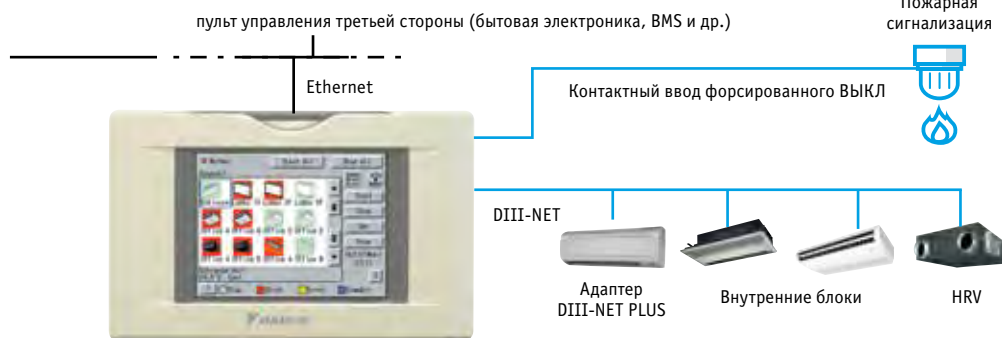 Пожарная
сигнализация
пульт управления третьей стороны (бытовая электроника, BMS и др.)
Ethernet
Контактный ввод форсированного ВЫКЛ
DIII-NET
Адаптер
DIII-NET PLUS
Внутренние блоки
HRV
DAIKIN